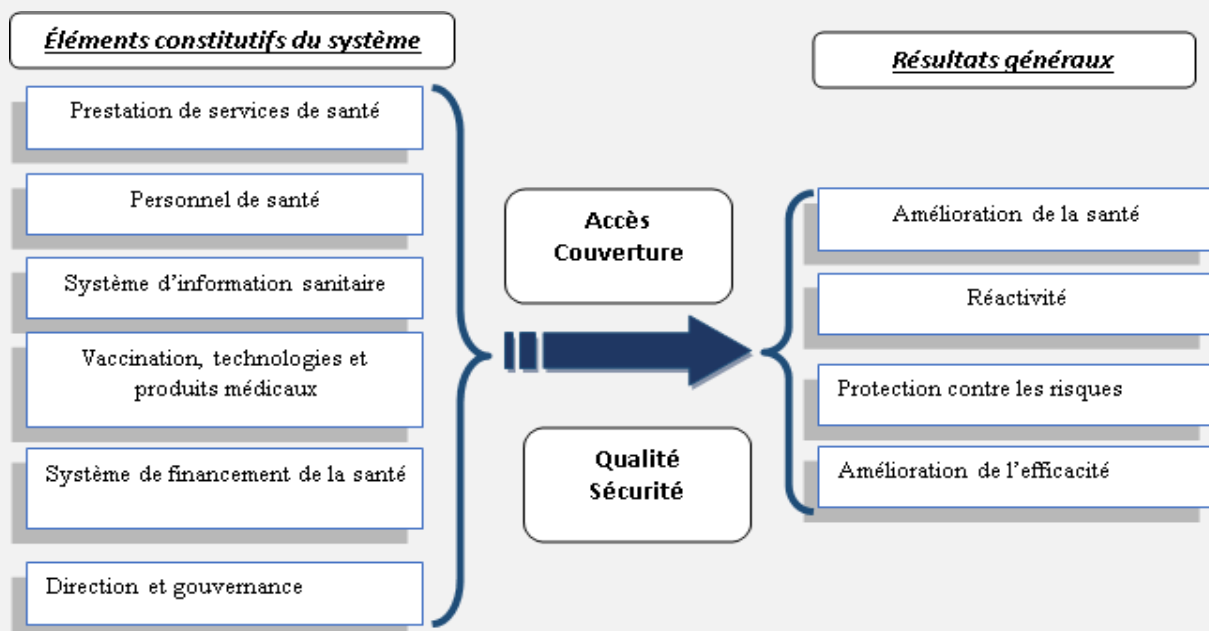 Éléments constitutifs du système
Prestation de services de santé
Personnel de santé
Système d'information sanitaire
Vaccination, technologies et
produits médicaux
Système de financement de la santé
Direction et gouvernance
Accès
Couverture
Qualité
Sécurité
Résultats généraux
Amélioration de la santé
Réactivité
Protection contre les risques
Amélioration de l'efficacité